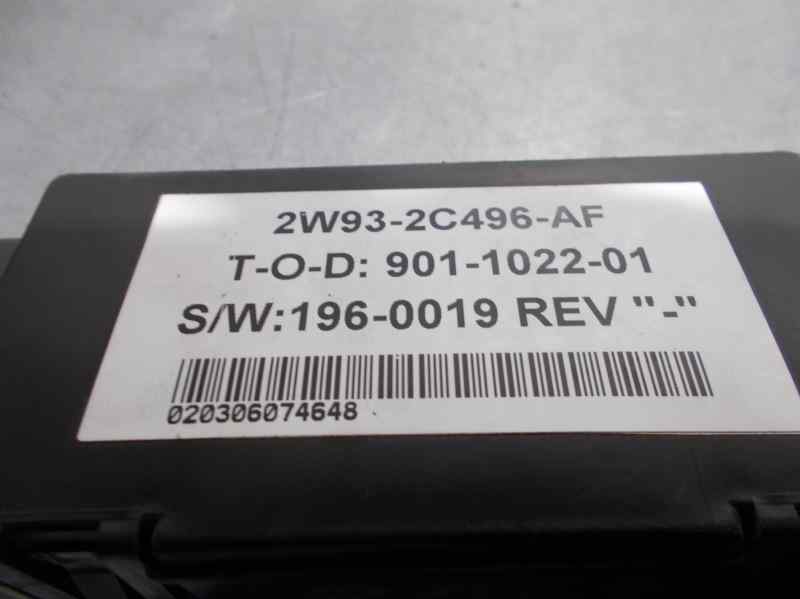 2W93-2C496-AF
T-O-D: 901-1022-01
S/W:196-0019 REV "-"
020306074648